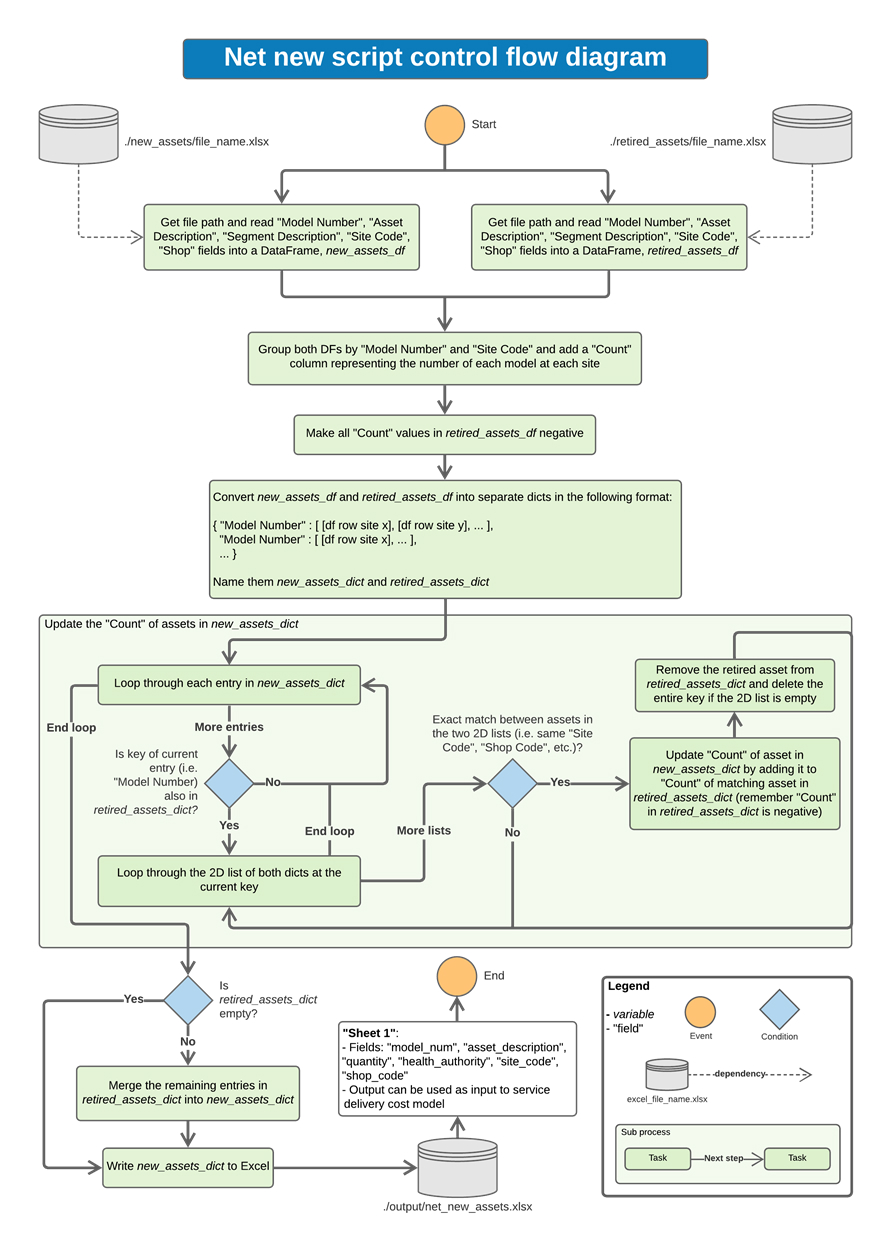 Net new script control flow diagram
./new_assets/file_name.xlsx
Start
./retired_assets/file_name.xlsx
Get file path and read "Model Number", "Asset
Description", "Segment Description", "Site Code",
"Shop" fields into a DataFrame, new_assets_df
Get file path and read "Model Number", "Asset
Description", "Segment Description", "Site Code",
"Shop" fields into a DataFrame, retired_assets_df
Group both DFs by "Model Number" and "Site Code" and add a "Count"
column representing the number of each model at each site
Make all "Count" values in retired_assets_df negative
Convert new_assets_df and retired_assets_df into separate dicts in the following format:
{ "Model Number" : [ [df row site x], [df row site y], ... ],
"Model Number" : [ [df row site x], ... ],
... }
Name them new_assets_dict and retired_assets_dict
Update the "Count" of assets in new_assets_dict
Loop through each entry in new_assets_dict
End loop
More entries
Is key of current
entry (i.e.
"Model Number)
also in
retired_assets_dict?
No
Yes
End loop
Loop through the 2D list of both dicts at the
current key
More lists
Exact match between assets in
the two 2D lists (i.e. same "Site
Code", "Shop Code", etc.)?
Yes
No
Remove the retired asset from
retired_assets_dict and delete the
entire key if the 2D list is empty
Update "Count" of asset in
new_assets_dict by adding it to
"Count" of matching asset in
retired_assets_dict (remember "Count"
in retired_assets_dict is negative)
Yes
Is
retired_assets_dict
empty?
No
Merge the remaining entries in
retired_assets_dict into new_assets_dict
Write new_assets_dict to Excel
End
"Sheet 1":
- Fields: "model_num", "asset_description",
"quantity", "health_authority", "site_code",
"shop_code"
- Output can be used as input to service
delivery cost model
./output/net_new_assets.xlsx
Legend
- variable
- "field"
Event
Condition
excel_file_name.xlsx
dependency
Sub process
Task
Next step
Task